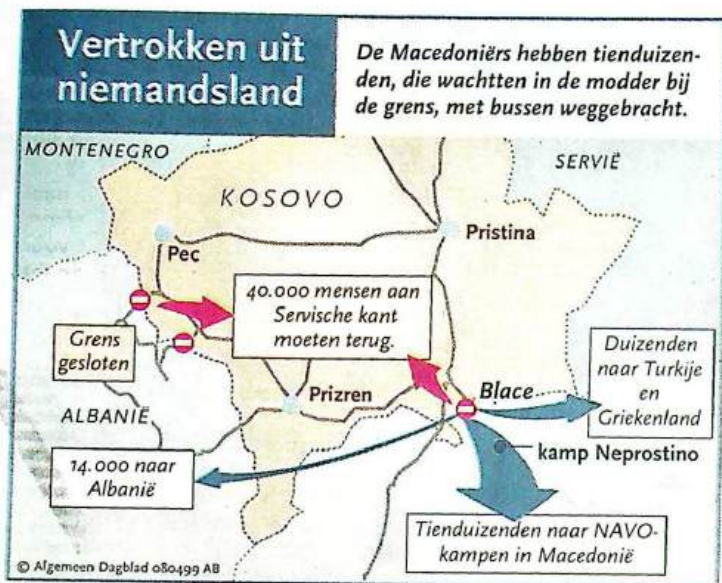 Vertrokken uit
niemandsland
De Macedoniërs hebben tienduizen-
den, die wachtten in de modder bij
de grens, met bussen weggebracht.
MONTENEGRO
SERVIË
KOSOVO
Pec
Pristina
40.000 mensen aan
Servische kant
moeten terug.
Grens
gesloten
Duizenden
naar Turkije
en
Griekenland
Prizren
Blace
ALBANIË
kamp Neprostino
14.000 naar
Albanië
Tienduizenden naar NAVO-
kampen in Macedonië
© Algemeen Dagblad 080499 AB